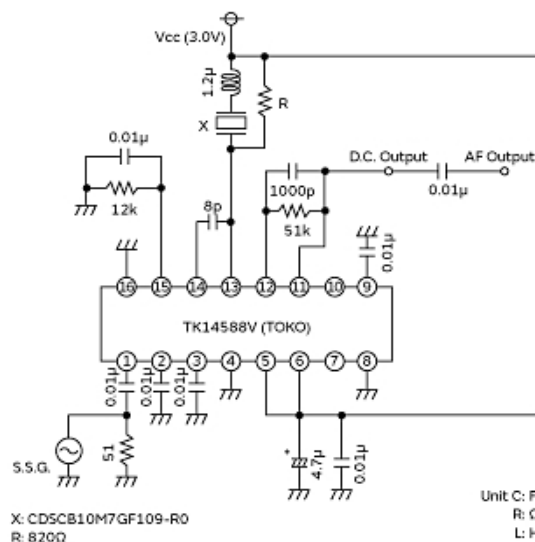 Vcc (3.0V)
1.2μ
R
X
0.01μ
D.C. Output
AF Output
1000p
0.01μ
12k
8p
51k
0.01μ
16
15
14
13
12
11
10
9
TK14588V (TOKO)
1
2
3
4
5
6
7
8
0.01μ
0.01μ
0.01μ
S.S.G.
51
+
4.7μ
0.01μ
X: CDSCB10M7GF109-R0
R: 820Ω
Unit C: F
R: Ω
L: H